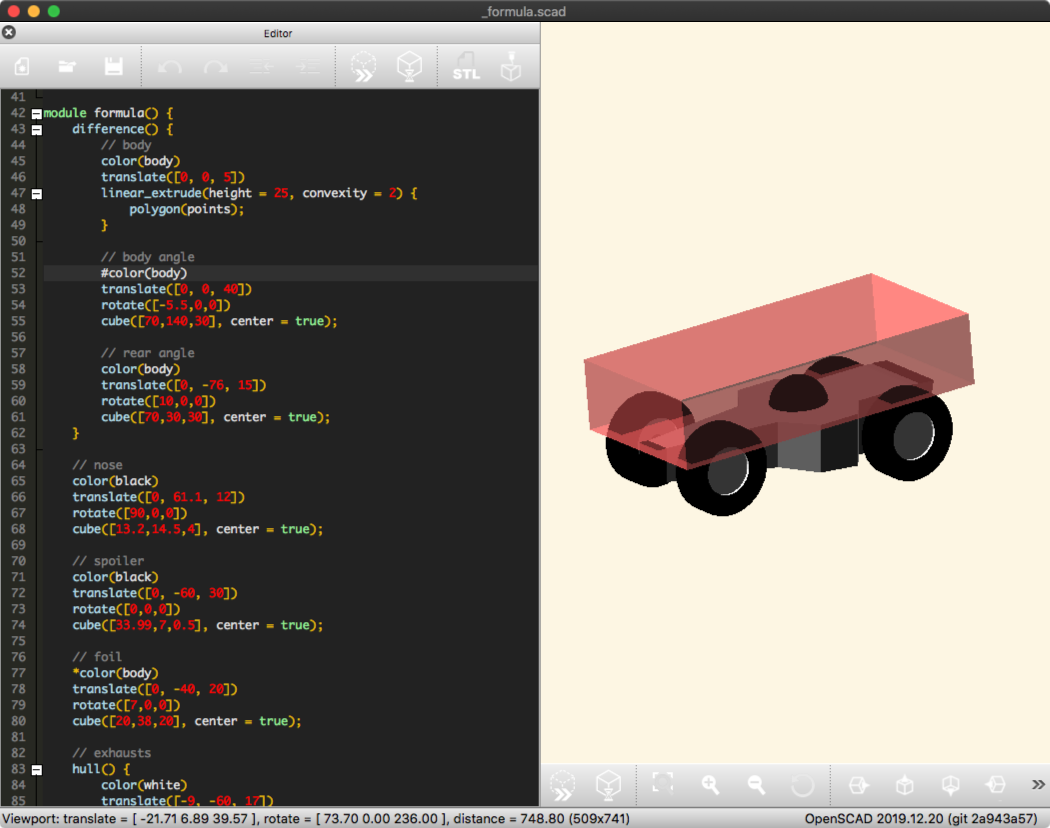 _formula.scad
Editor
STL
41
42 module formula() {
43 difference() {
44 // body
45 color(body)
46 translate([0, 0, 5])
47 linear_extrude(height = 25, convexity = 2) {
48 polygon(points);
49 }
50
51 // body angle
52 #color(body)
53 translate([0, 0, 40])
54 rotate([-5.5,0,0])
55 cube([70,140,30], center = true);
56
57 // rear angle
58 color(body)
59 translate([0, -76, 15])
60 rotate([10,0,0])
61 cube([70,30,30], center = true);
62 }
63
64 // nose
65 color(black)
66 translate([0, 61.1, 12])
67 rotate([90,0,0])
68 cube([13.2,14.5,4], center = true);
69
70 // spoiler
71 color(black)
72 translate([0, -60, 30])
73 rotate([0,0,0])
74 cube([33.99,7,0.5], center = true);
75
76 // foil
77 *color(body)
78 translate([0, -40, 20])
79 rotate([7,0,0])
80 cube([20,38,20], center = true);
81
82 // exhausts
83 hull() {
84 color(white)
85 translate([-9, -60, 17])
Viewport: translate = [ -21.71 6.89 39.57 ], rotate = [ 73.70 0.00 236.00 ], distance = 748.80 (509x741) OpenSCAD 2019.12.20 (git 2a943a57)